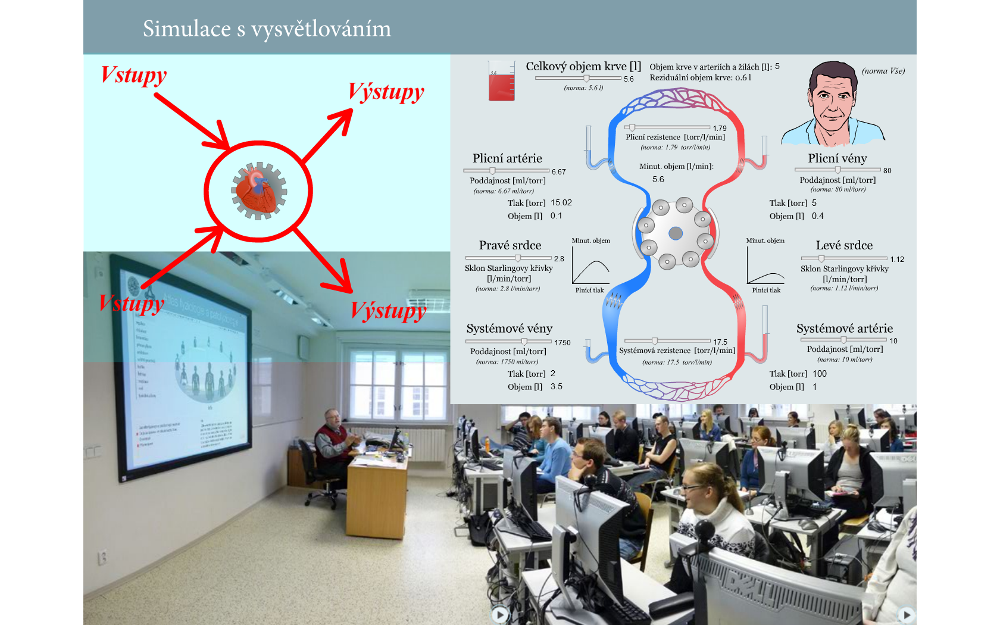 Simulace s vysvětlováním
Vstupy
Výstupy
Vstupy
Výstupy
Atlas fyziologie a patofyziologie
5,6
Celkový objem krve [l]
5.6
(norma: 5.6 l)
Objem krve v arteriích a žilách [l]: 5
Reziduální objem krve: 0.6 l
(norma Vše)
1.79
Plicní rezistence [torr/l/min]
(norma: 1.79 torr/l/min)
Minut. objem [l/min]:
5.6
Plicní artérie
6.67
Poddajnost [ml/torr]
(norma: 6.67 ml/torr)
Tlak [torr] 15.02
Objem [l] 0.1
Plicní vény
80
Poddajnost [ml/torr]
(norma: 80 ml/torr)
Tlak [torr] 5
Objem [l] 0.4
Pravé srdce
2.8
Sklon Starlingovy křivky
[l/min/torr]
(norma: 2.8 l/min/torr)
Minut. objem
Plnící tlak
Minut. objem
Plnící tlak
Levé srdce
1.12
Sklon Starlingovy křivky
[l/min/torr]
(norma: 1.12 l/min/torr)
Systémové vény
1750
Poddajnost [ml/torr]
(norma: 1750 ml/torr)
Tlak [torr] 2
Objem [l] 3.5
17.5
Systémová rezistence [torr/l/min]
(norma: 17.5 torr/l/min)
Systémové artérie
10
Poddajnost [ml/torr]
(norma: 10 ml/torr)
Tlak [torr] 100
Objem [l] 1
DELL